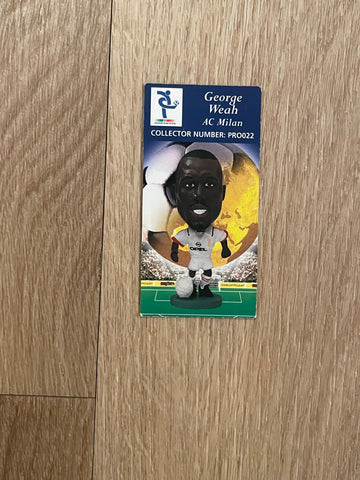 George
Weah
AC Milan
COLLECTOR NUMBER: PRO022
OPEL